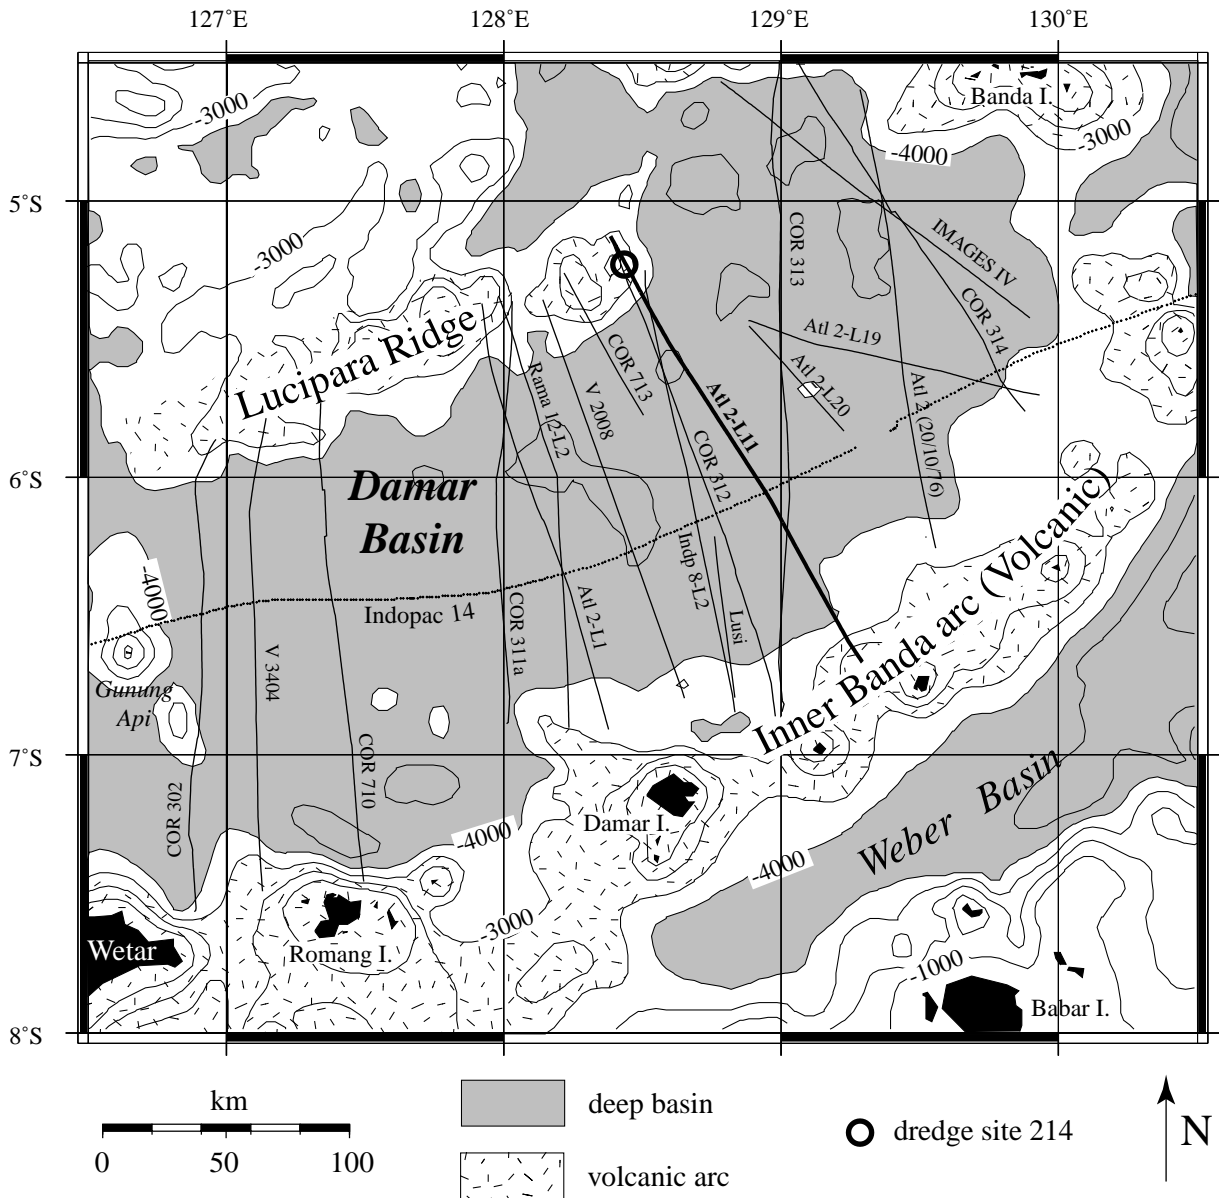 127°E
128°E
129°E
130°E
-3000
Banda I.
-3000
-4000
5°S
-3000
COR 313
IMAGES IV
COR 314
Atl 2-L19
Lucipara Ridge
COR 713
Rama 12-L2
V 2008
Atl 2-L11
Atl 2-L20
Atl 2 (20/10/76)
COR 312
6°S
Damar
Basin
-4000
Indopac 14
Indp 8-L2
Lusi
Atl 2-L1
COR 311a
Inner Banda arc (Volcanic)
V 3404
Gunung
Api
COR 710
7°S
COR 302
Damar I.
-4000
-4000
Weber Basin
-3000
Wetar
Romang I.
-1000
Babar I.
8°S
km
0 50 100
deep basin
volcanic arc
dredge site 214
N